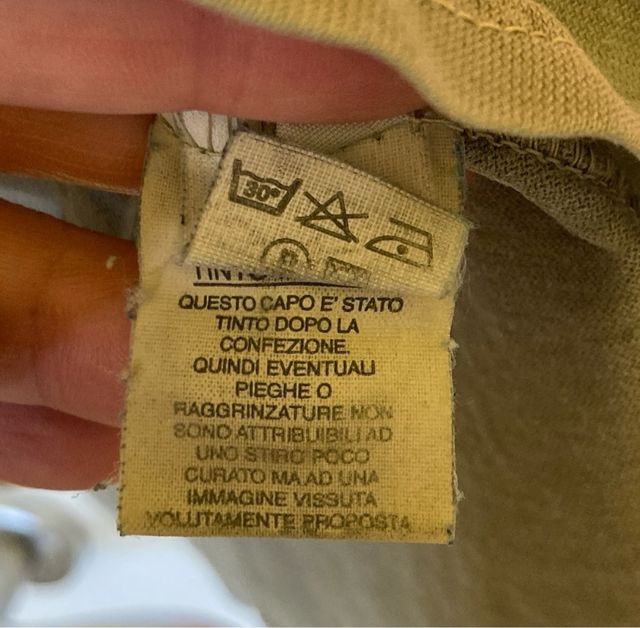 30°
QUESTO CAPO E' STATO
TINTO DOPO LA
CONFEZIONE.
QUINDI EVENTUALI
PIEGHE O
RAGGRINZATURE NON
SONO ATTRIBUIBILI AD
UNO STIRO POCO
CURATO MA AD UNA
IMMAGINE VISSUTA
VOLUTAMENTE PROPOSTA